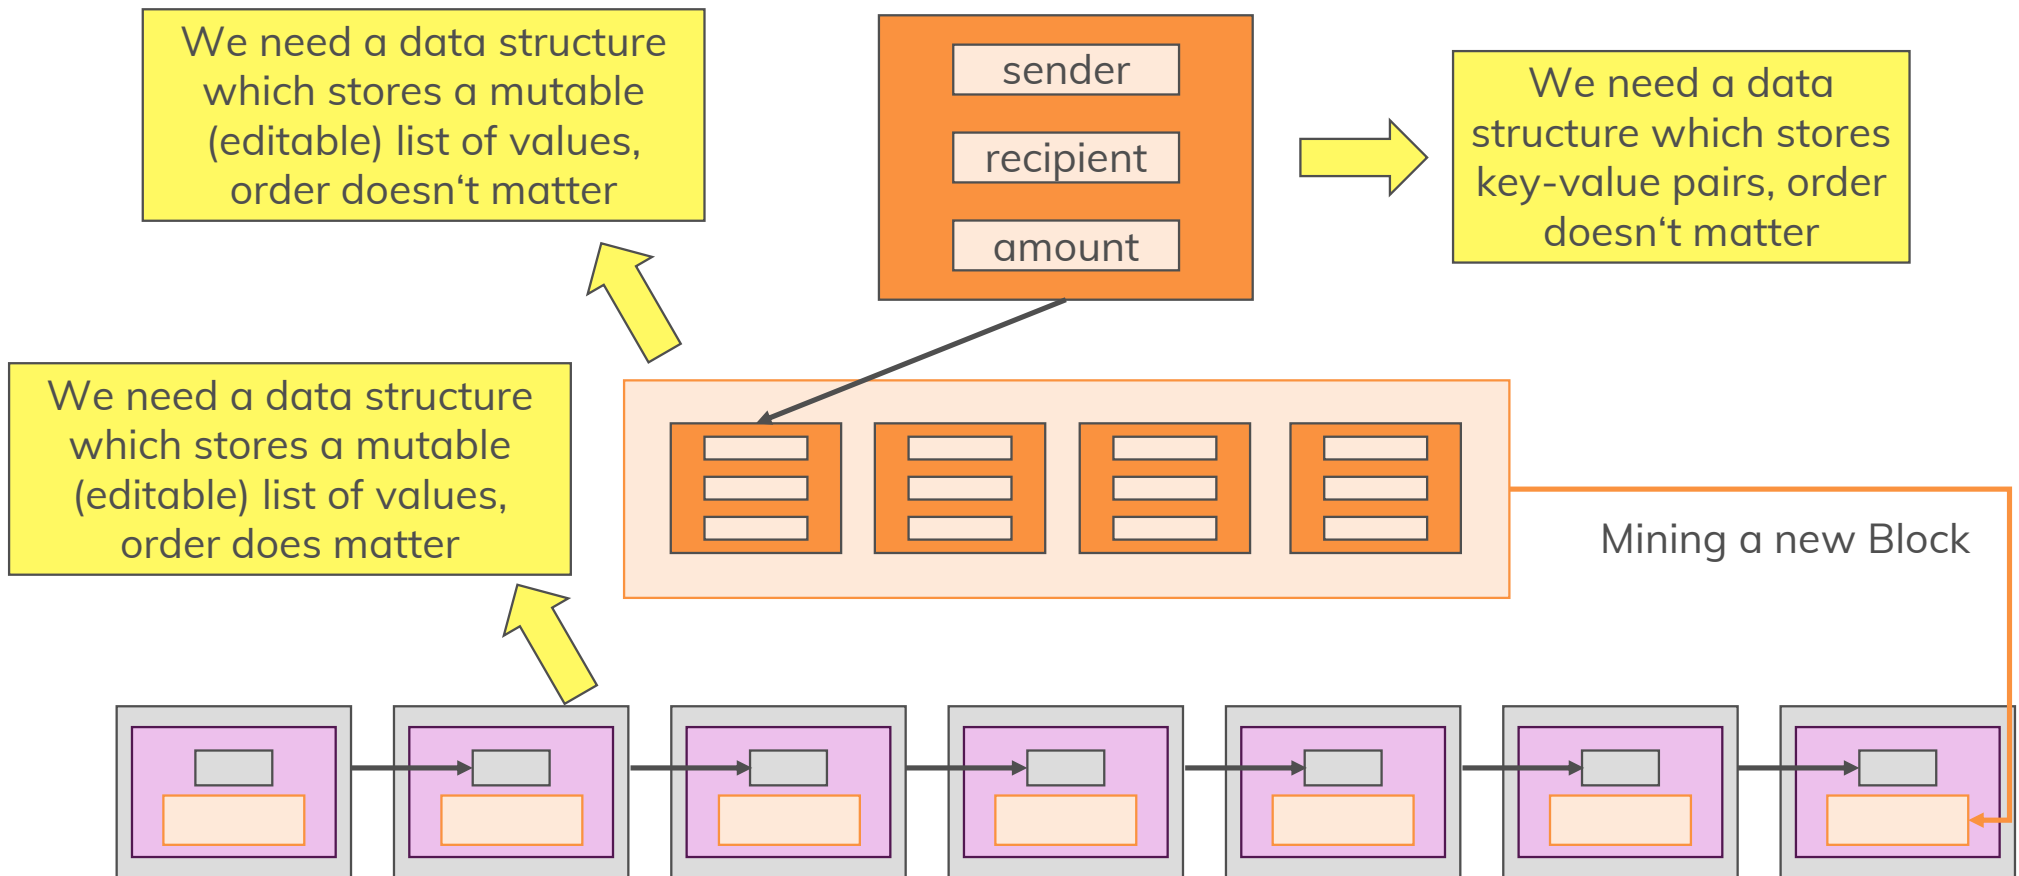 We need a data structure
which stores a mutable
(editable) list of values,
order doesn‘t matter
sender
recipient
amount
We need a data
structure which stores
key-value pairs, order
doesn‘t matter
We need a data structure
which stores a mutable
(editable) list of values,
order does matter
Mining a new Block